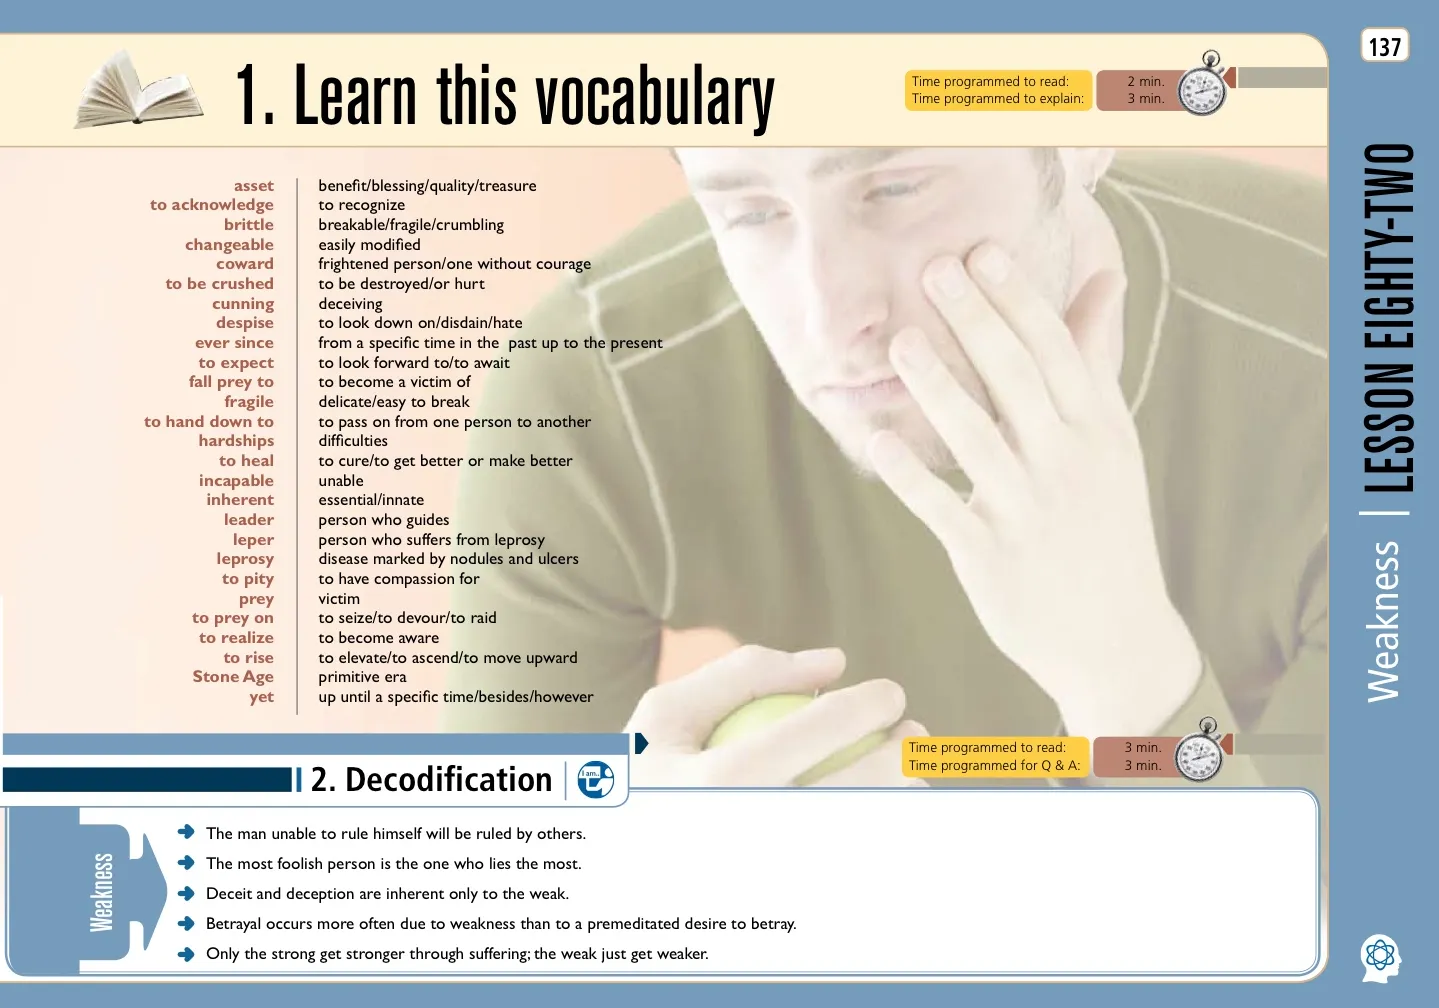 137
1. Learn this vocabulary
Time programmed to read: 2 min.
Time programmed to explain: 3 min.
LESSON EIGHTY-TWO
Weakness
asset benefit/blessing/quality/treasure
to acknowledge to recognize
brittle breakable/fragile/crumbling
changeable easily modified
coward frightened person/one without courage
to be crushed to be destroyed/or hurt
cunning deceiving
despise to look down on/disdain/hate
ever since from a specific time in the past up to the present
to expect to look forward to/to await
fall prey to to become a victim of
fragile delicate/easy to break
to hand down to to pass on from one person to another
hardships difficulties
to heal to cure/to get better or make better
incapable unable
inherent essential/innate
leader person who guides
leper person who suffers from leprosy
leprosy disease marked by nodules and ulcers
to pity to have compassion for
prey victim
to prey on to seize/to devour/to raid
to realize to become aware
to rise to elevate/to ascend/to move upward
Stone Age primitive era
yet up until a specific time/besides/however
Time programmed to read: 3 min.
Time programmed for Q & A: 3 min.
2. Decodification
I am..
Weakness
The man unable to rule himself will be ruled by others.
The most foolish person is the one who lies the most.
Deceit and deception are inherent only to the weak.
Betrayal occurs more often due to weakness than to a premeditated desire to betray.
Only the strong get stronger through suffering; the weak just get weaker.